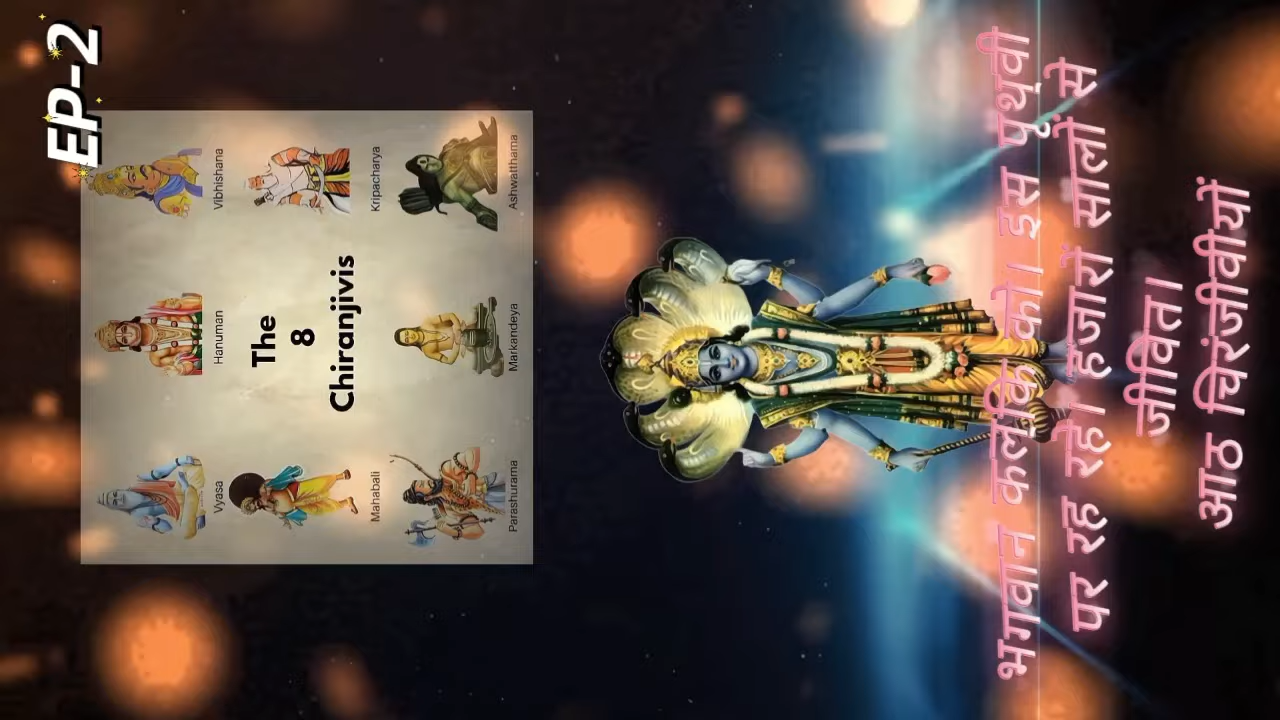 EP-2
Vyasa
Hanuman
Vibhishana
The
8
Chiranjivis
Mahabali
Kripacharya
Parashurama
Markandeya
Ashwatthama
भगवान कल्कि को। इस पृथ्वी
पर रह रहे। हजारों सालों से
जीवित।
आठ चिरंजीवीयों